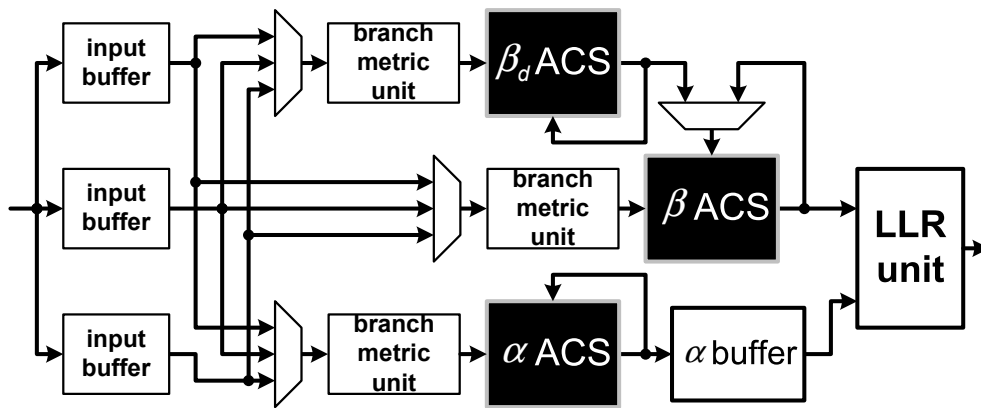 input
buffer
branch
metric
unit
β_d ACS
input
buffer
branch
metric
unit
β ACS
LLR
unit
input
buffer
branch
metric
unit
α ACS
α buffer